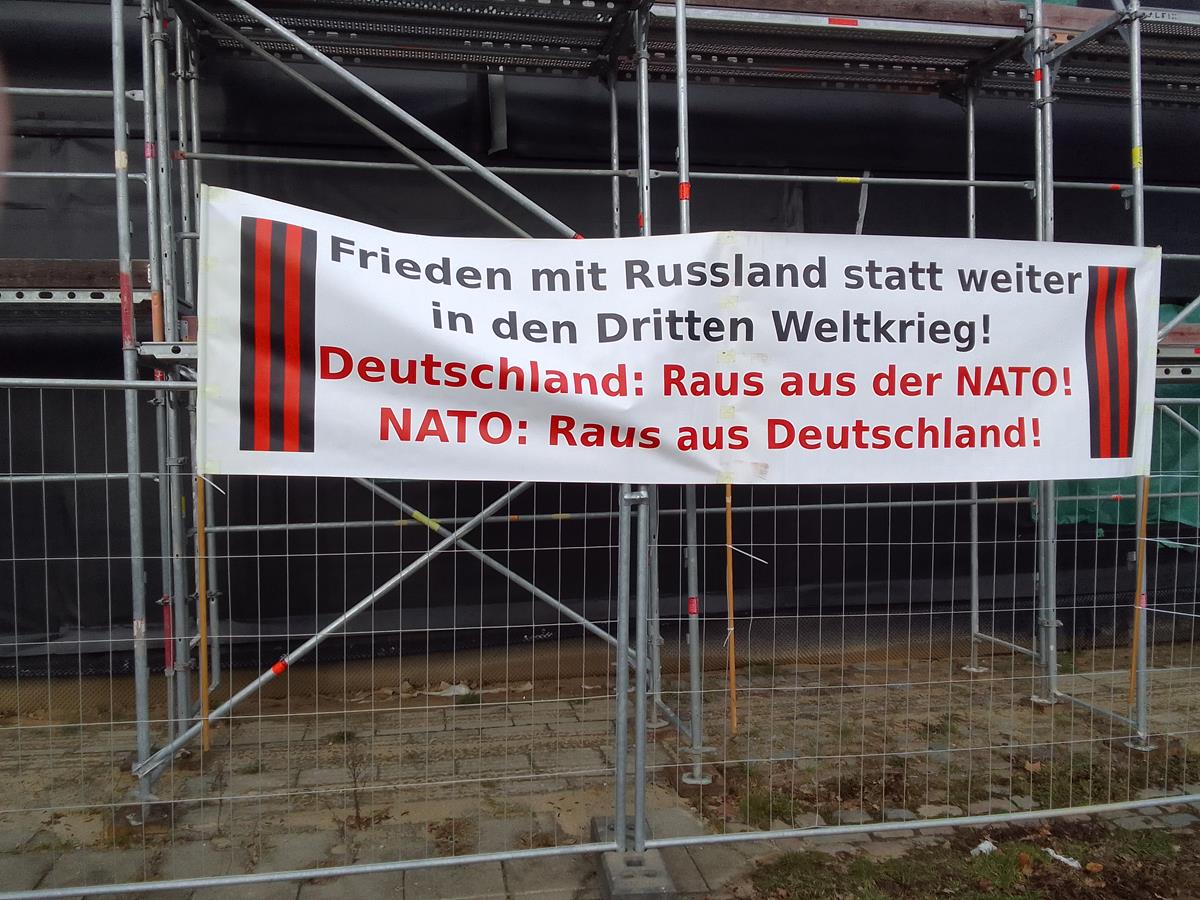 Frieden mit Russland statt weiter
in den Dritten Weltkrieg!
Deutschland: Raus aus der NATO!
NATO: Raus aus Deutschland!